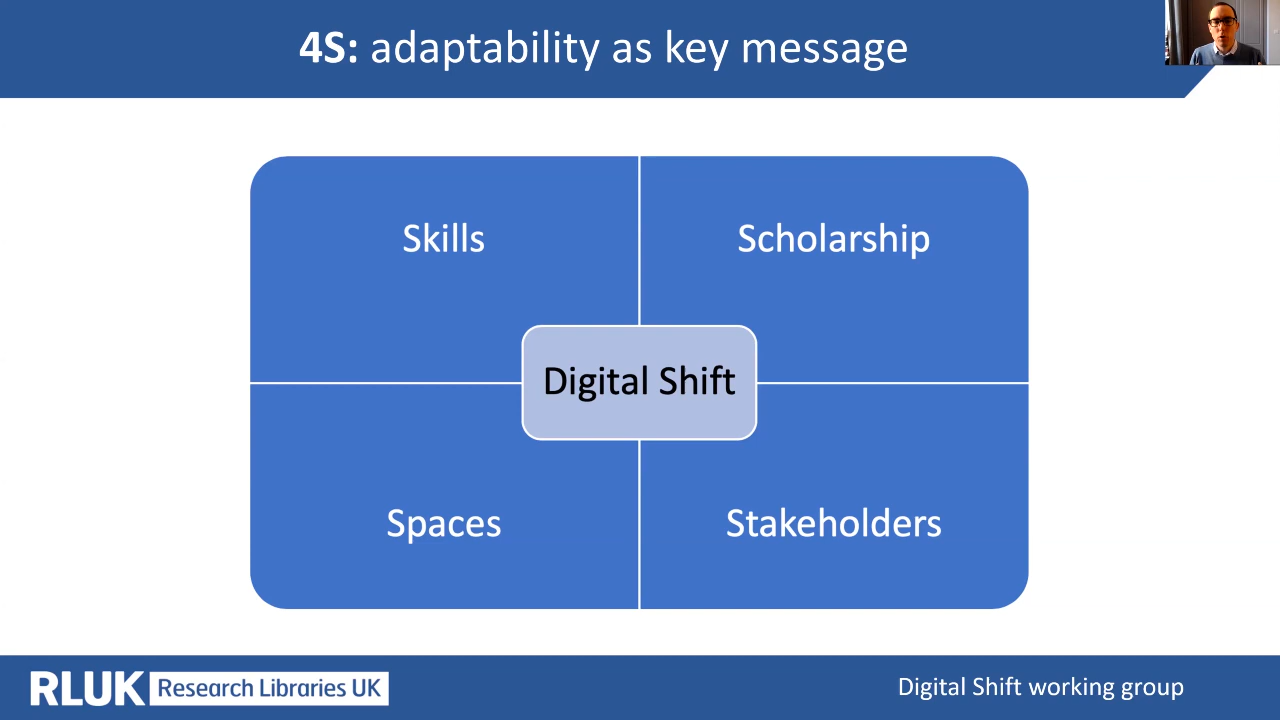 4S: adaptability as key message
Skills
Scholarship
Digital Shift
Spaces
Stakeholders
RLUK Research Libraries UK
Digital Shift working group